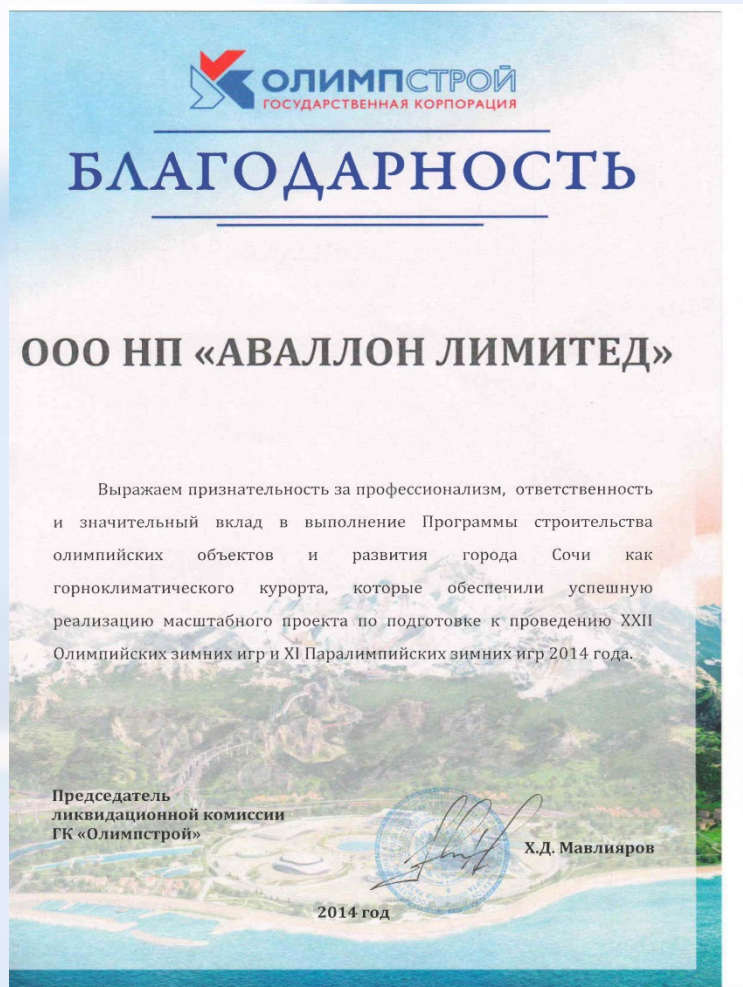 ОЛИМПСТРОЙ
ГОСУДАРСТВЕННАЯ КОРПОРАЦИЯ
БЛАГОДАРНОСТЬ
ООО НП «АВАЛЛОН ЛИМИТЕД»
Выражаем признательность за профессионализм, ответственность
и значительный вклад в выполнение Программы строительства
олимпийских объектов и развития города Сочи как
горноклиматического курорта, которые обеспечили успешную
реализацию масштабного проекта по подготовке к проведению XXII
Олимпийских зимних игр и XI Паралимпийских зимних игр 2014 года.
Председатель
ликвидационной комиссии
ГК «Олимпстрой»
Х.Д. Мавлияров
2014 год